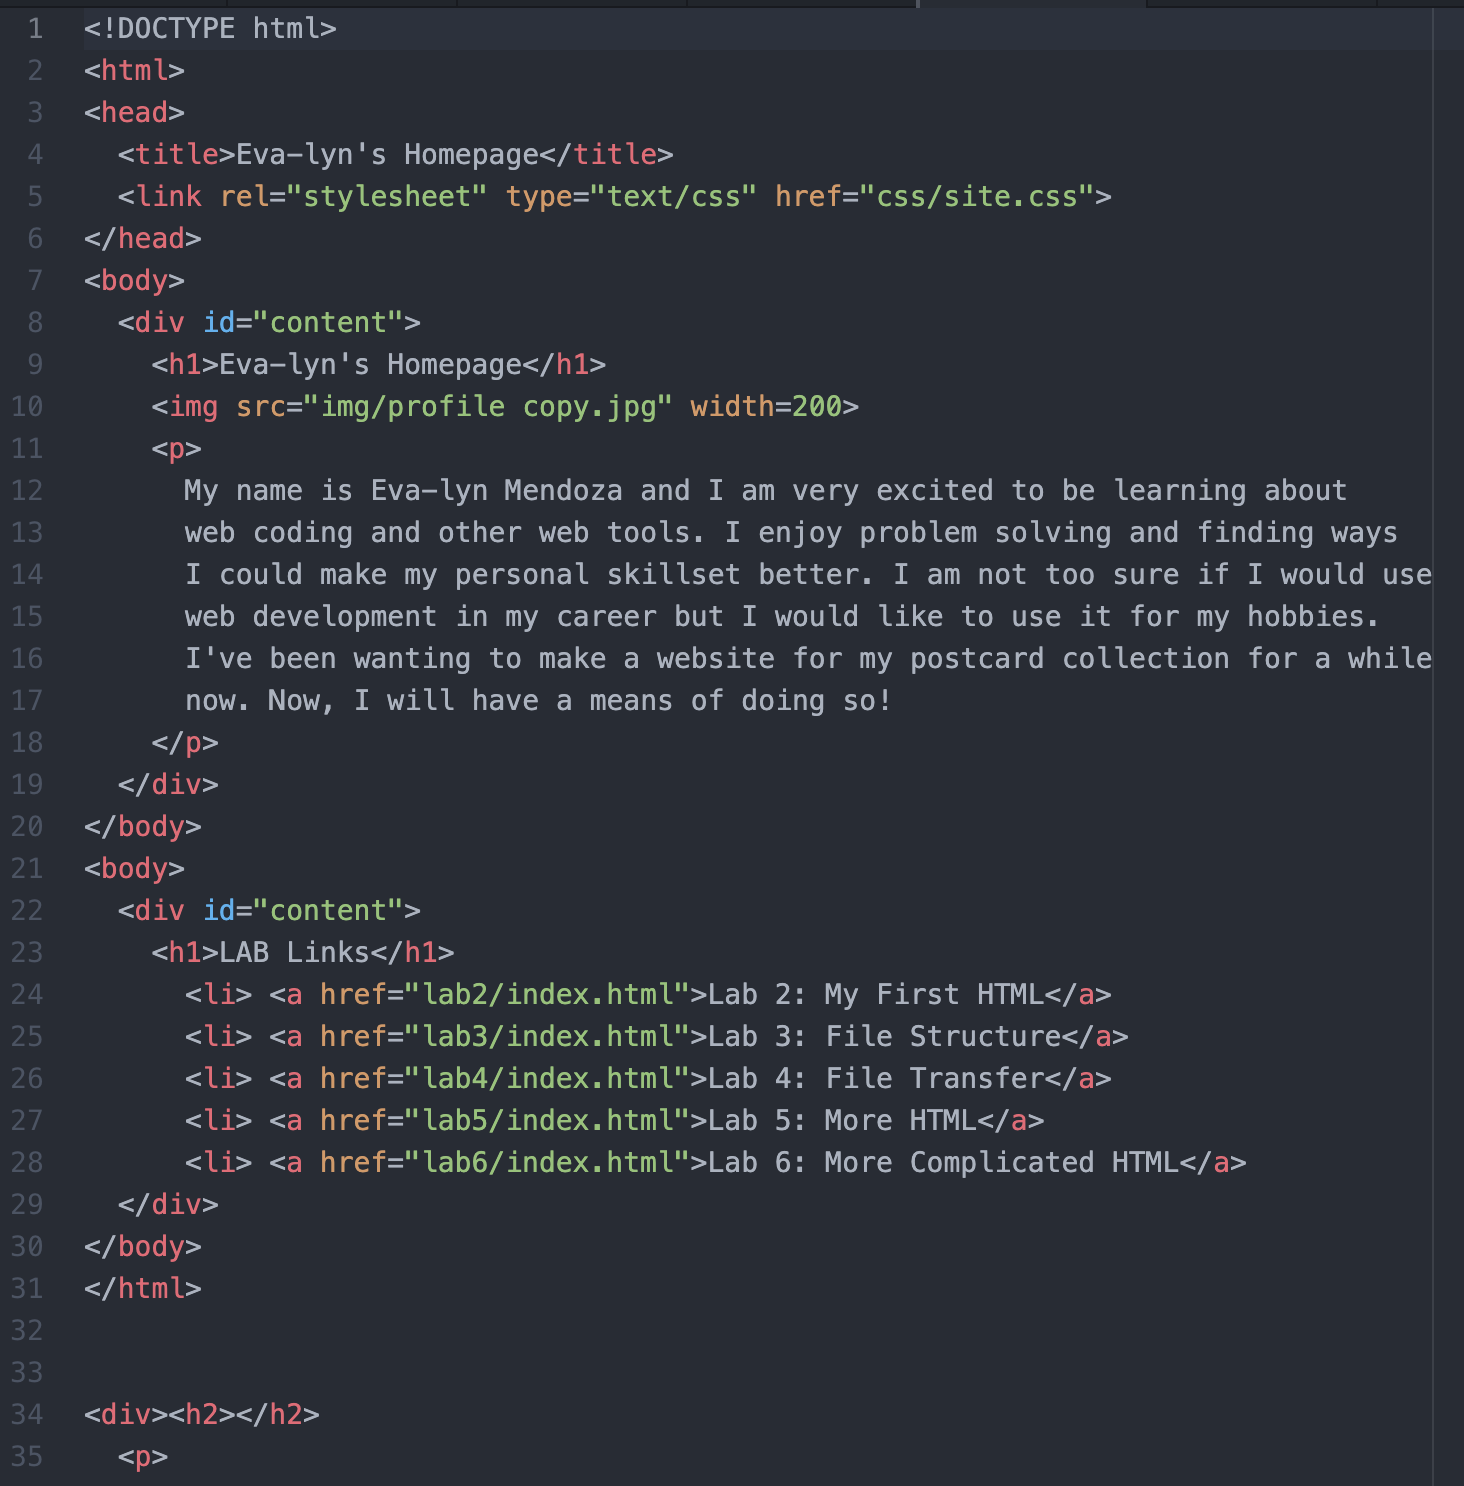 1 <!DOCTYPE html>
2 <html>
3 <head>
4   <title>Eva-lyn's Homepage</title>
5   <link rel="stylesheet" type="text/css" href="css/site.css">
6 </head>
7 <body>
8   <div id="content">
9     <h1>Eva-lyn's Homepage</h1>
10     <img src="img/profile copy.jpg" width=200>
11     <p>
12       My name is Eva-lyn Mendoza and I am very excited to be learning about
13       web coding and other web tools. I enjoy problem solving and finding ways
14       I could make my personal skillset better. I am not too sure if I would use
15       web development in my career but I would like to use it for my hobbies.
16       I've been wanting to make a website for my postcard collection for a while
17       now. Now, I will have a means of doing so!
18     </p>
19   </div>
20 </body>
21 <body>
22   <div id="content">
23     <h1>LAB Links</h1>
24       <li> <a href="lab2/index.html">Lab 2: My First HTML</a>
25       <li> <a href="lab3/index.html">Lab 3: File Structure</a>
26       <li> <a href="lab4/index.html">Lab 4: File Transfer</a>
27       <li> <a href="lab5/index.html">Lab 5: More HTML</a>
28       <li> <a href="lab6/index.html">Lab 6: More Complicated HTML</a>
29   </div>
30 </body>
31 </html>
32
33
34 <div><h2></h2>
35   <p>